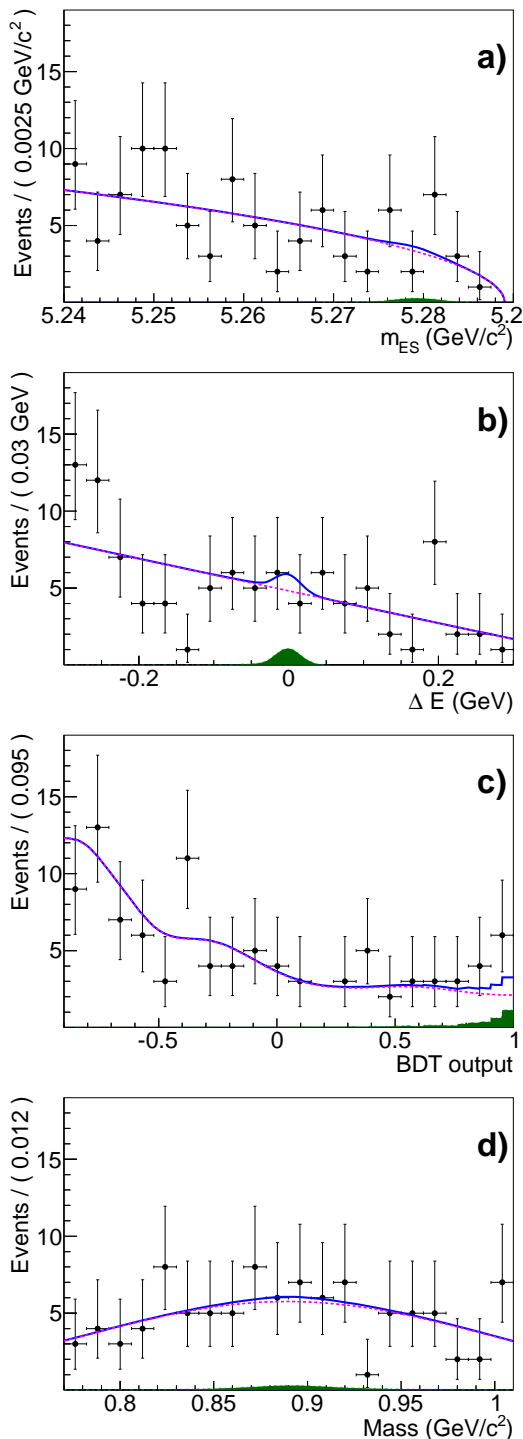 a)
Events / ( 0.0025 GeV/c² )
15
10
5
5.24 5.25 5.26 5.27 5.28 5.2
m_ES (GeV/c²)
b)
Events / ( 0.03 GeV )
15
10
5
-0.2 0 0.2
Δ E (GeV)
c)
Events / ( 0.095 )
15
10
5
-0.5 0 0.5 1
BDT output
d)
Events / ( 0.012 )
15
10
5
0.8 0.85 0.9 0.95 1
Mass (GeV/c²)